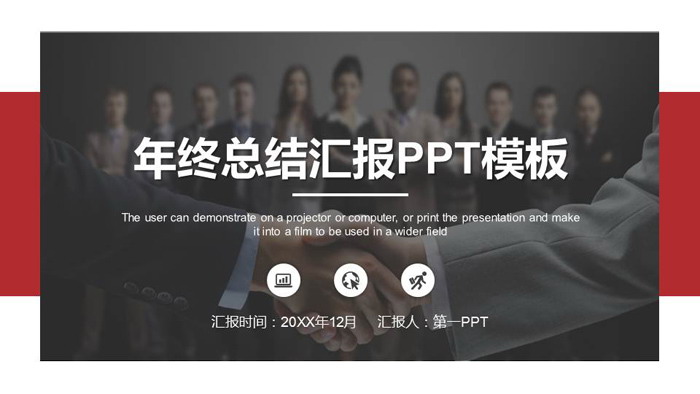 年终总结汇报PPT模板
The user can demonstrate on a projector or computer, or print the presentation and make
it into a film to be used in a wider field
汇报时间：20XX年12月 汇报人：第一PPT